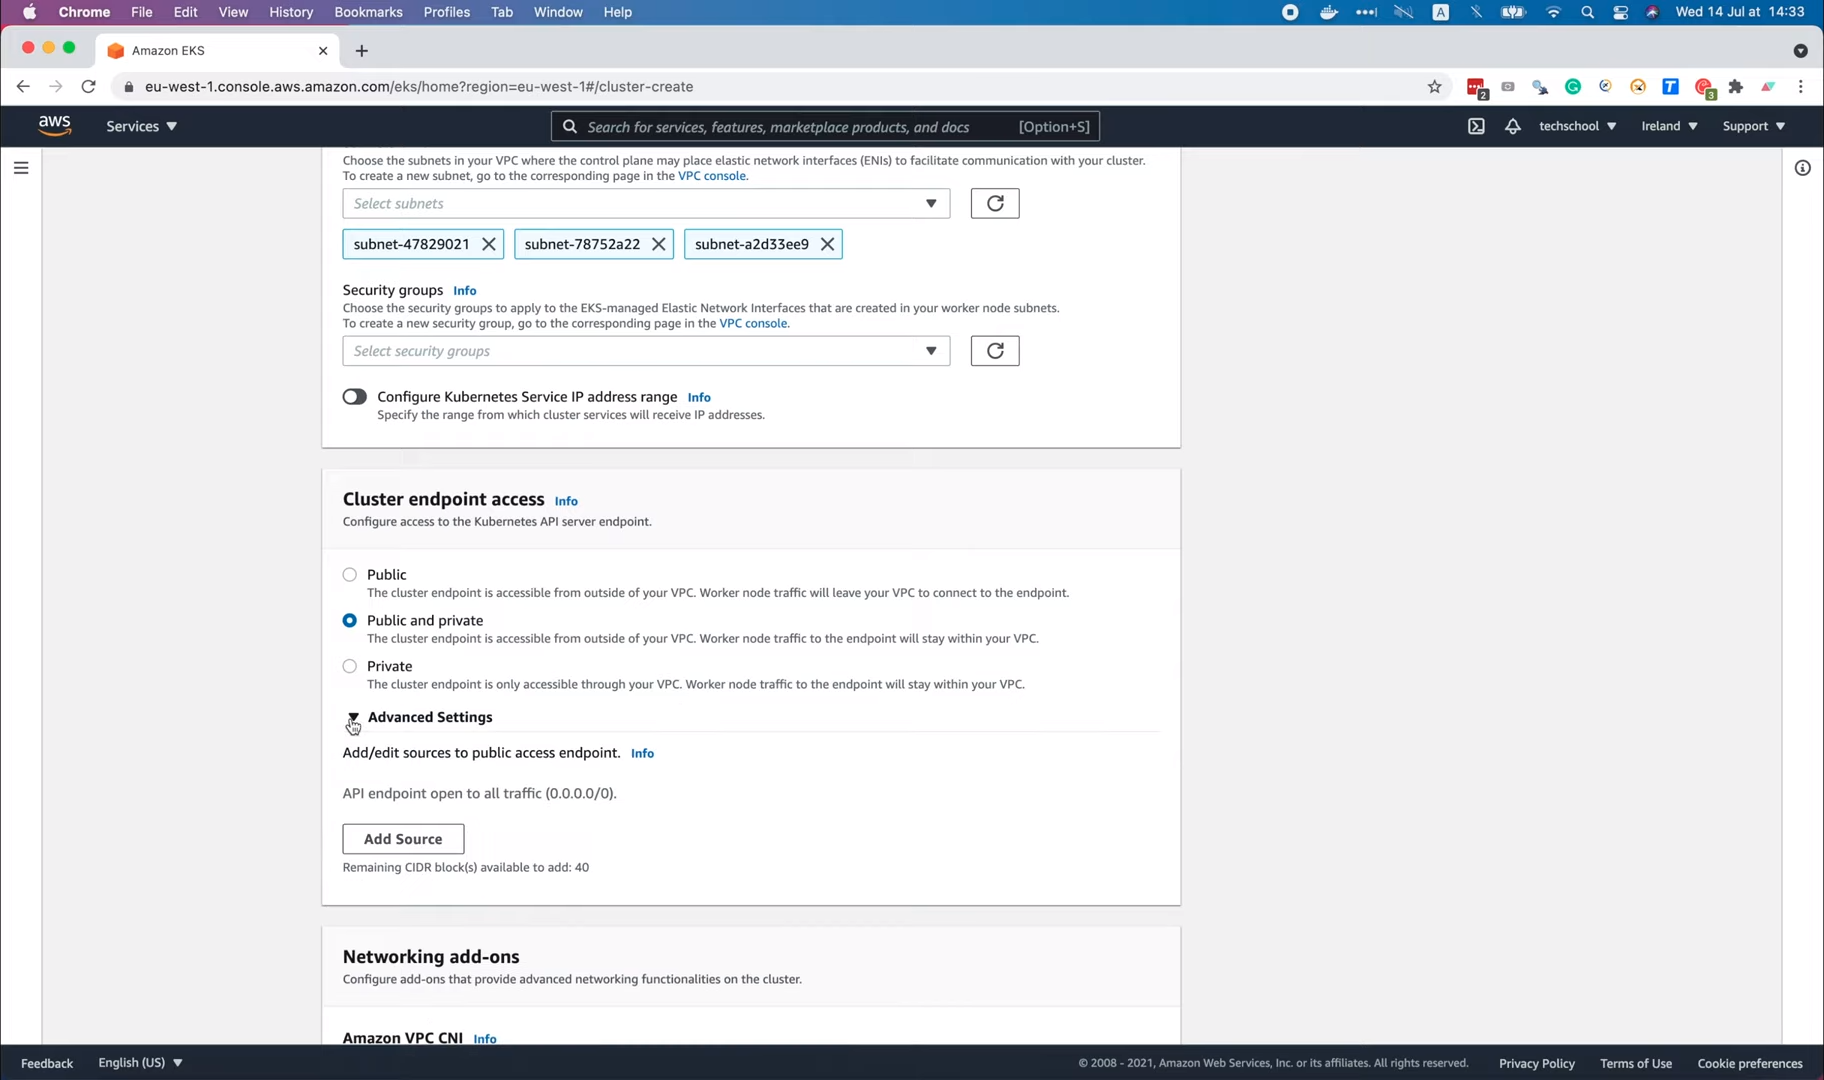 Chrome File Edit View History Bookmarks Profiles Tab Window Help A Wed 14 Jul at 14:33
Amazon EKS
eu-west-1.console.aws.amazon.com/eks/home?region=eu-west-1#/cluster-create 2 T 3
aws Services Search for services, features, marketplace products, and docs [Option+S] techschool Ireland Support
Choose the subnets in your VPC where the control plane may place elastic network interfaces (ENIs) to facilitate communication with your cluster.
To create a new subnet, go to the corresponding page in the VPC console.
Select subnets
subnet-47829021 subnet-78752a22 subnet-a2d33ee9
Security groups Info
Choose the security groups to apply to the EKS-managed Elastic Network Interfaces that are created in your worker node subnets.
To create a new security group, go to the corresponding page in the VPC console.
Select security groups
Configure Kubernetes Service IP address range Info
Specify the range from which cluster services will receive IP addresses.
Cluster endpoint access Info
Configure access to the Kubernetes API server endpoint.
Public
The cluster endpoint is accessible from outside of your VPC. Worker node traffic will leave your VPC to connect to the endpoint.
Public and private
The cluster endpoint is accessible from outside of your VPC. Worker node traffic to the endpoint will stay within your VPC.
Private
The cluster endpoint is only accessible through your VPC. Worker node traffic to the endpoint will stay within your VPC.
Advanced Settings
Add/edit sources to public access endpoint. Info
API endpoint open to all traffic (0.0.0.0/0).
Add Source
Remaining CIDR block(s) available to add: 40
Networking add-ons
Configure add-ons that provide advanced networking functionalities on the cluster.
Amazon VPC CNI Info
Feedback English (US) © 2008 - 2021, Amazon Web Services, Inc. or its affiliates. All rights reserved. Privacy Policy Terms of Use Cookie preferences